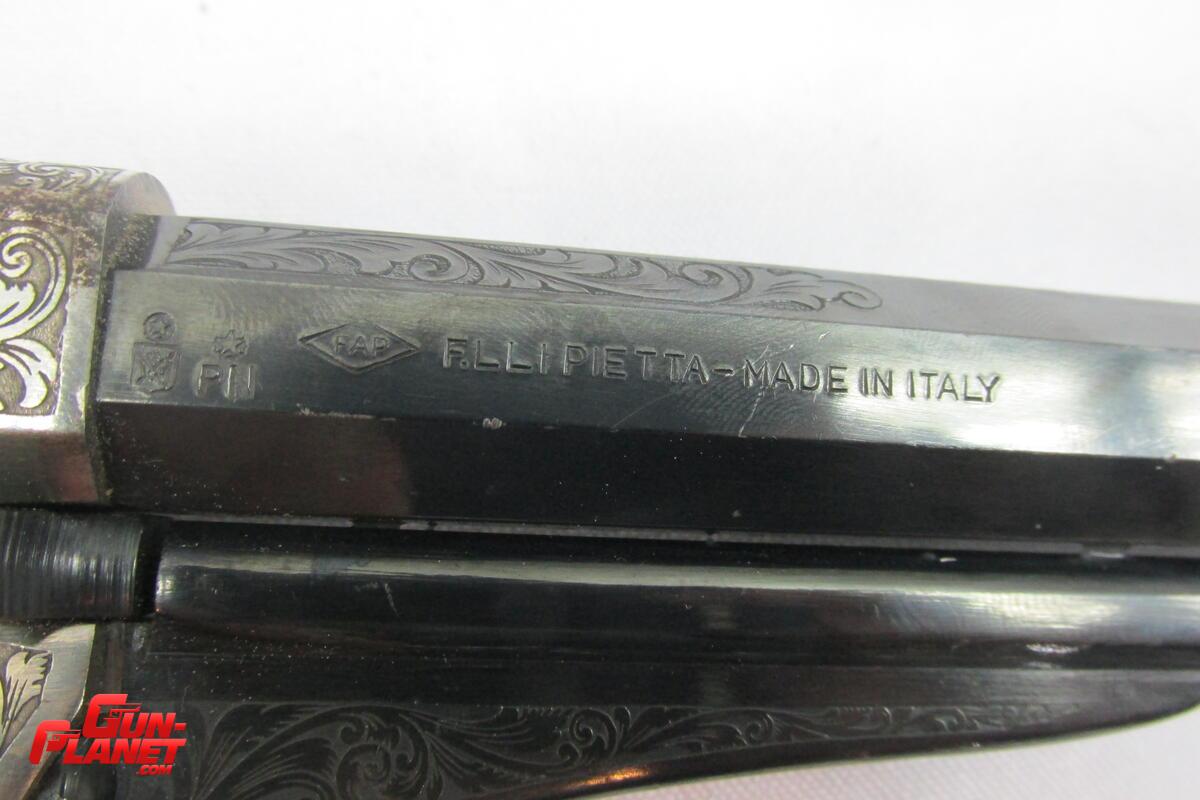 PN
FAP
F.LLI PIETTA-MADE IN ITALY
GUN-
PLANET
.COM